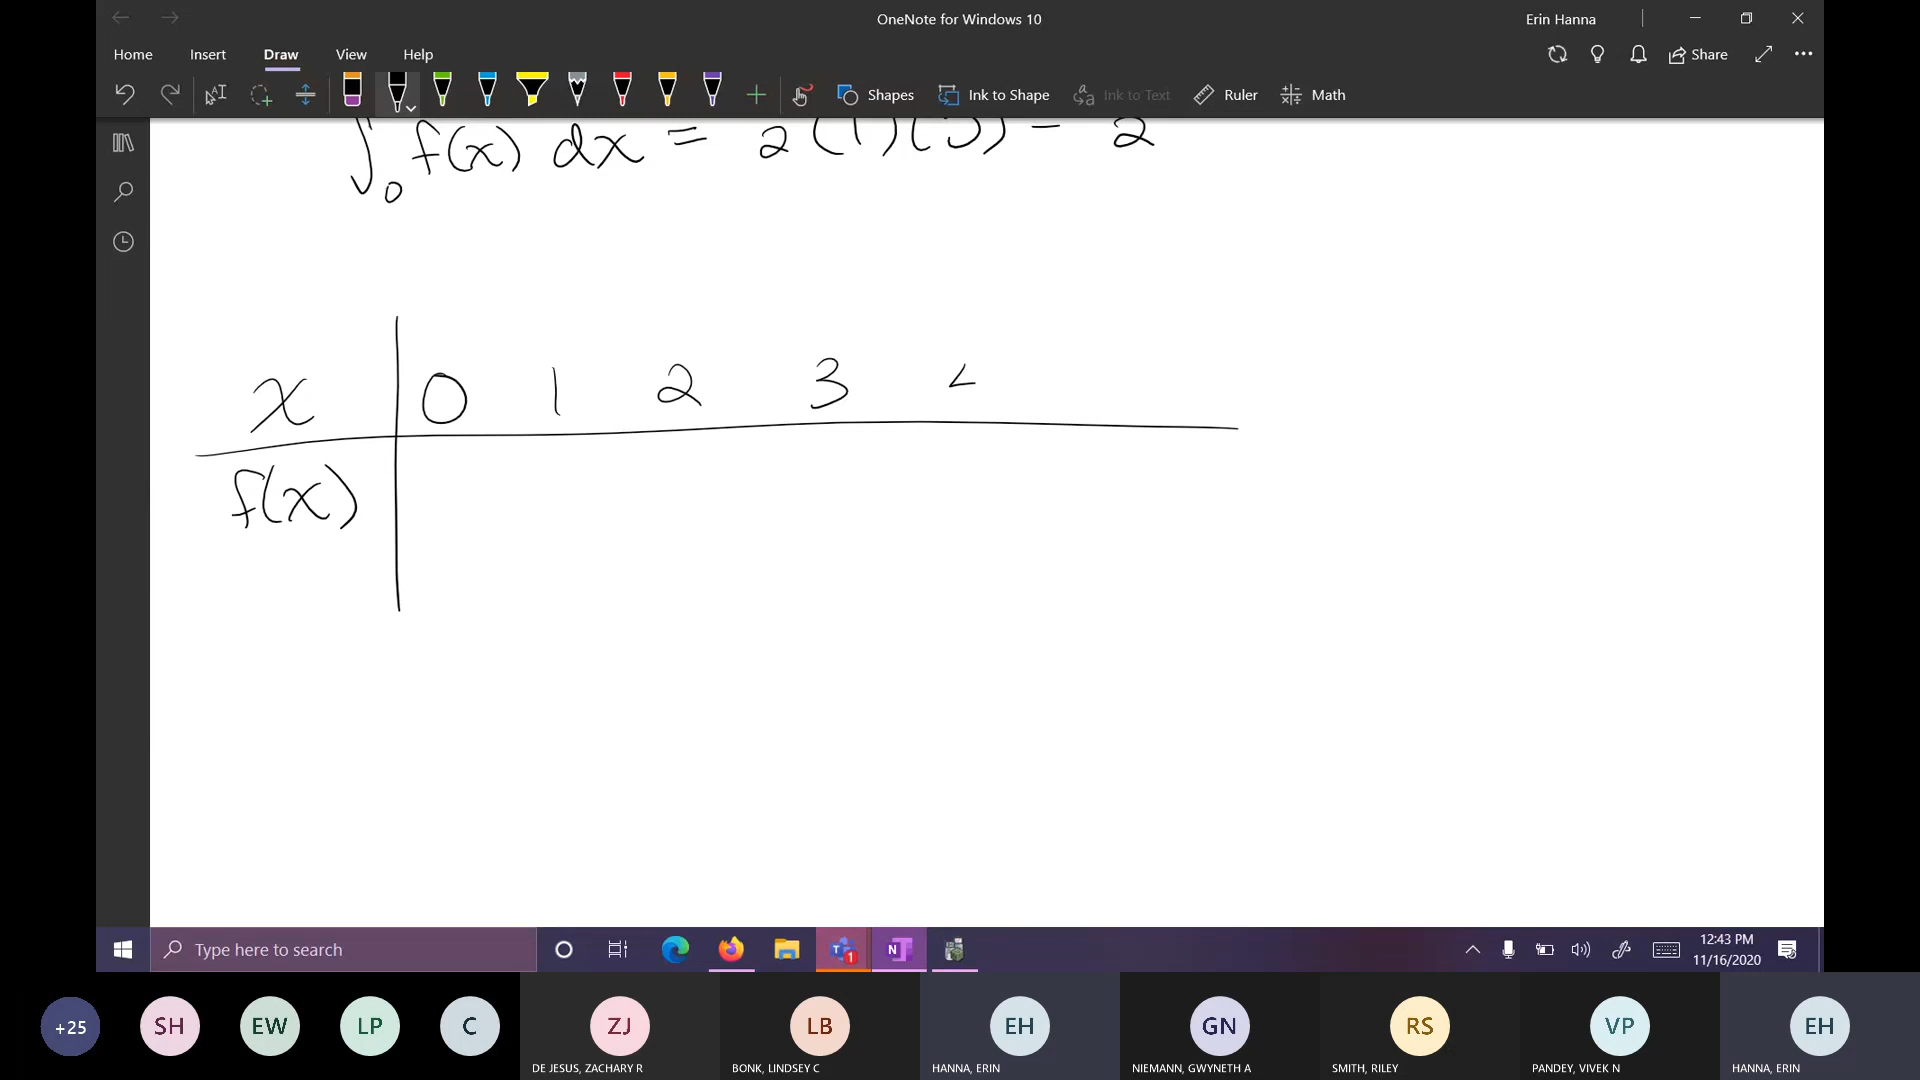 OneNote for Windows 10
Erin Hanna
Home Insert Draw View Help
Share
Shapes Ink to Shape Ink to Text Ruler Math
∫0 f(x) dx = 2(1)(3) - 2
x 0 1 2 3
f(x)
Type here to search
12:43 PM
11/16/2020
+25 SH EW LP C ZJ LB EH GN RS VP EH
DE JESUS, ZACHARY R BONK, LINDSEY C HANNA, ERIN NIEMANN, GWYNETH A SMITH, RILEY PANDEY, VIVEK N HANNA, ERIN